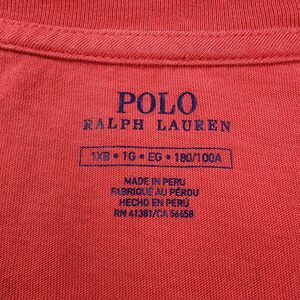 POLO
RALPH LAUREN
1XB • 1G • EG • 180/100A
MADE IN PERU
FABRIQUÉ AU PÉROU
HECHO EN PERÚ
RN 41381/CA 56658